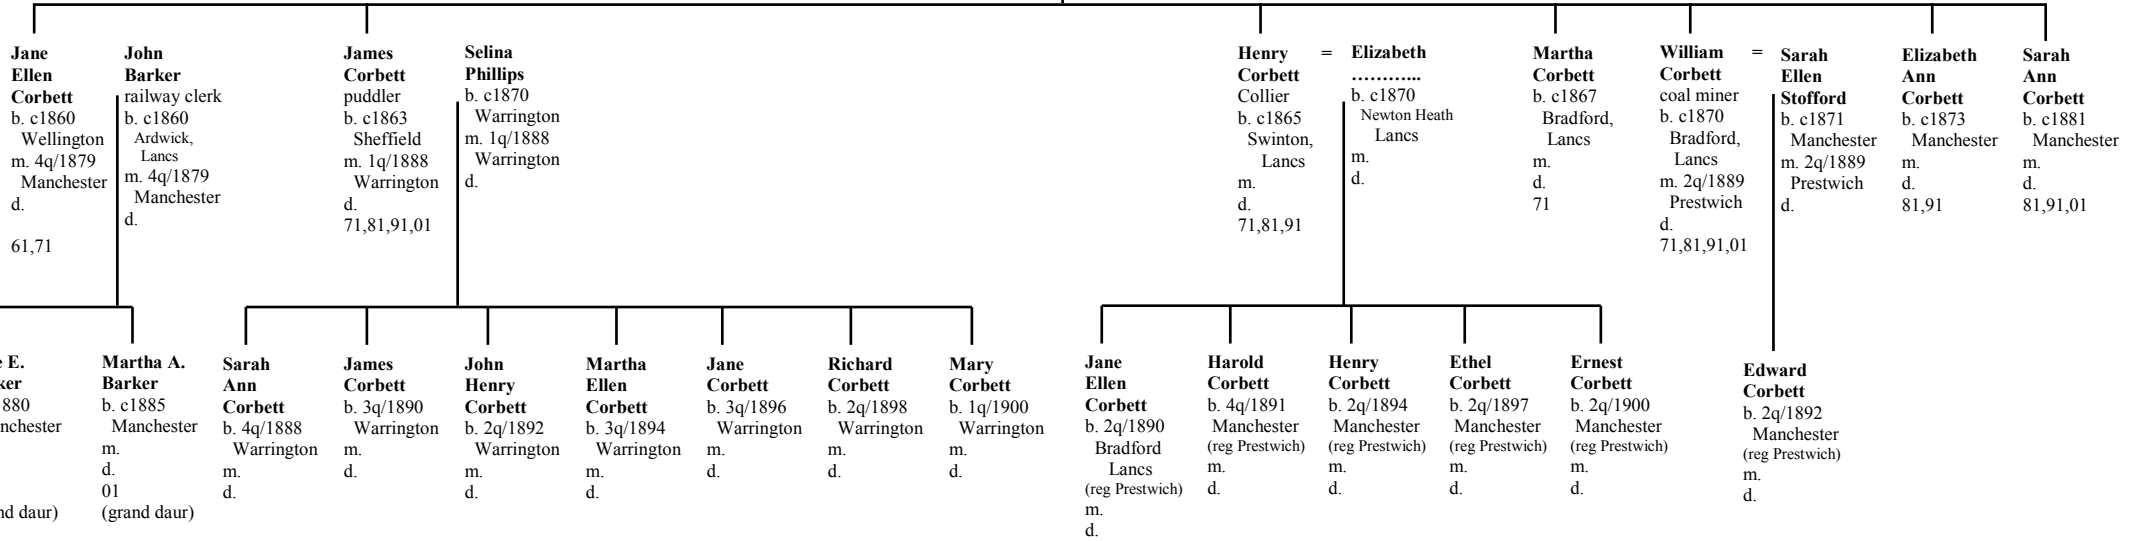 Jane
Ellen
Corbett
b. c1860
Wellington
m. 4q/1879
Manchester
d.
61,71
John
Barker
railway clerk
b. c1860
Ardwick,
Lancs
m. 4q/1879
Manchester
d.
James
Corbett
puddler
b. c1863
Sheffield
m. 1q/1888
Warrington
d.
71,81,91,01
Selina
Phillips
b. c1870
Warrington
m. 1q/1888
Warrington
d.
Henry
Corbett
Collier
b. c1865
Swinton,
Lancs
m.
d.
71,81,91
=
Elizabeth
………...
b. c1870
Newton Heath
Lancs
m.
d.
Martha
Corbett
b. c1867
Bradford,
Lancs
m.
d.
71
William
Corbett
coal miner
b. c1870
Bradford,
Lancs
m. 2q/1889
Prestwich
d.
71,81,91,01
=
Sarah
Ellen
Stofford
b. c1871
Manchester
m. 2q/1889
Prestwich
d.
Elizabeth
Ann
Corbett
b. c1873
Manchester
m.
d.
81,91
Sarah
Ann
Corbett
b. c1881
Manchester
m.
d.
81,91,01
E.
ker
880
nchester
nd daur)
Martha A.
Barker
b. c1885
Manchester
m.
d.
01
(grand daur)
Sarah
Ann
Corbett
b. 4q/1888
Warrington
m.
d.
James
Corbett
b. 3q/1890
Warrington
m.
d.
John
Henry
Corbett
b. 2q/1892
Warrington
m.
d.
Martha
Ellen
Corbett
b. 3q/1894
Warrington
m.
d.
Jane
Corbett
b. 3q/1896
Warrington
m.
d.
Richard
Corbett
b. 2q/1898
Warrington
m.
d.
Mary
Corbett
b. 1q/1900
Warrington
m.
d.
Jane
Ellen
Corbett
b. 2q/1890
Bradford
Lancs
(reg Prestwich)
m.
d.
Harold
Corbett
b. 4q/1891
Manchester
(reg Prestwich)
m.
d.
Henry
Corbett
b. 2q/1894
Manchester
(reg Prestwich)
m.
d.
Ethel
Corbett
b. 2q/1897
Manchester
(reg Prestwich)
m.
d.
Ernest
Corbett
b. 2q/1900
Manchester
(reg Prestwich)
m.
d.
Edward
Corbett
b. 2q/1892
Manchester
(reg Prestwich)
m.
d.